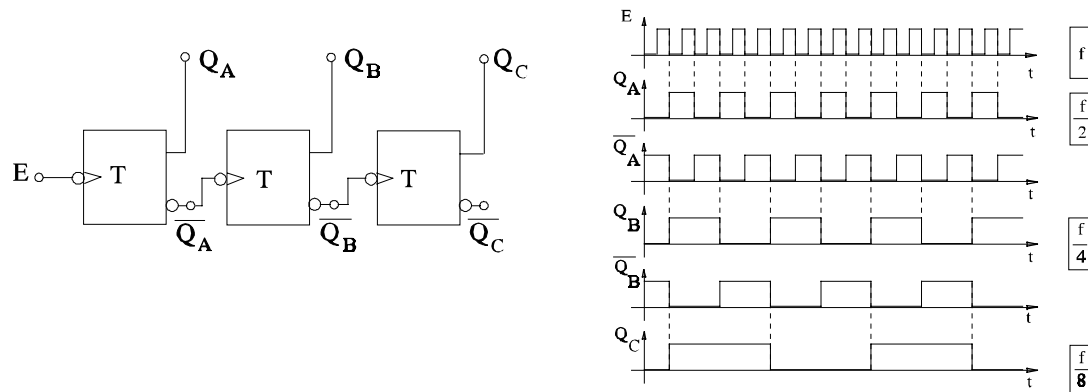 Q_A Q_B Q_C
E T T T
Q̅_A Q̅_B Q̅_C
E
t
f
Q_A
t
f/2
Q̅_A
t
Q_B
t
f/4
Q̅_B
t
Q_C
t
f/8